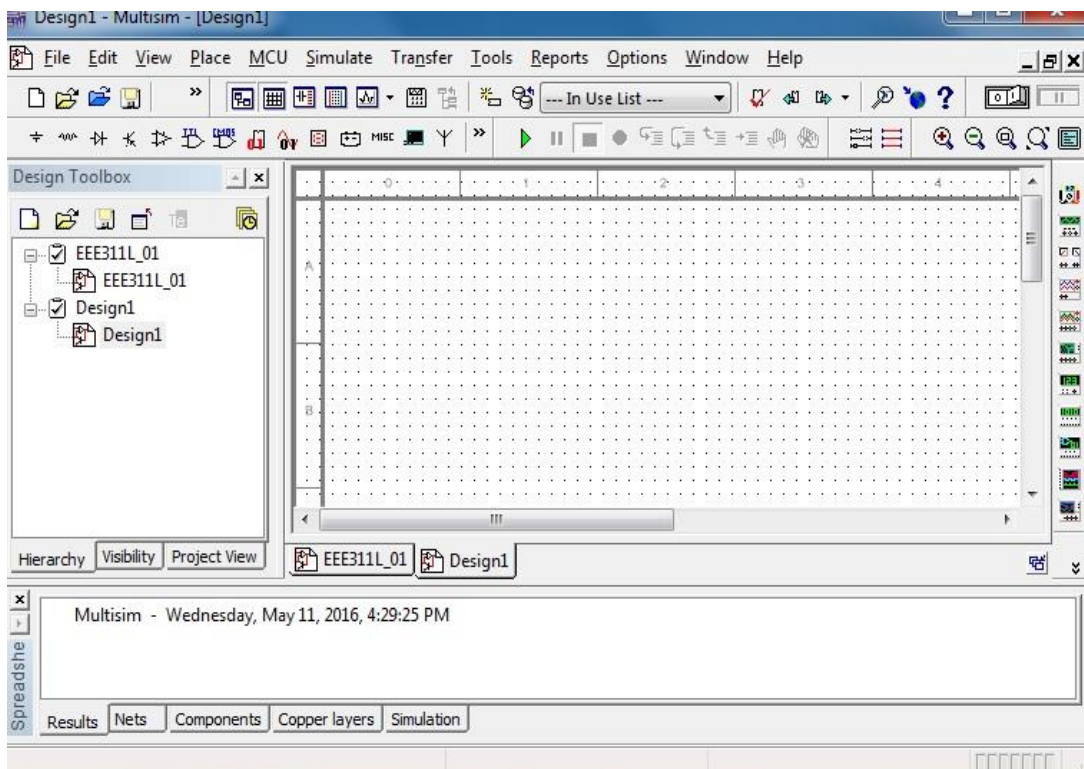 Design1 - Multisim - [Design1]
File Edit View Place MCU Simulate Transfer Tools Reports Options Window Help
--- In Use List ---
MISC
Design Toolbox
0 1 2 3 4
EEE311L_01
EEE311L_01
Design1
Design1
A
B
Hierarchy Visibility Project View
EEE311L_01 Design1
Multisim - Wednesday, May 11, 2016, 4:29:25 PM
Spreadshe
Results Nets Components Copper layers Simulation